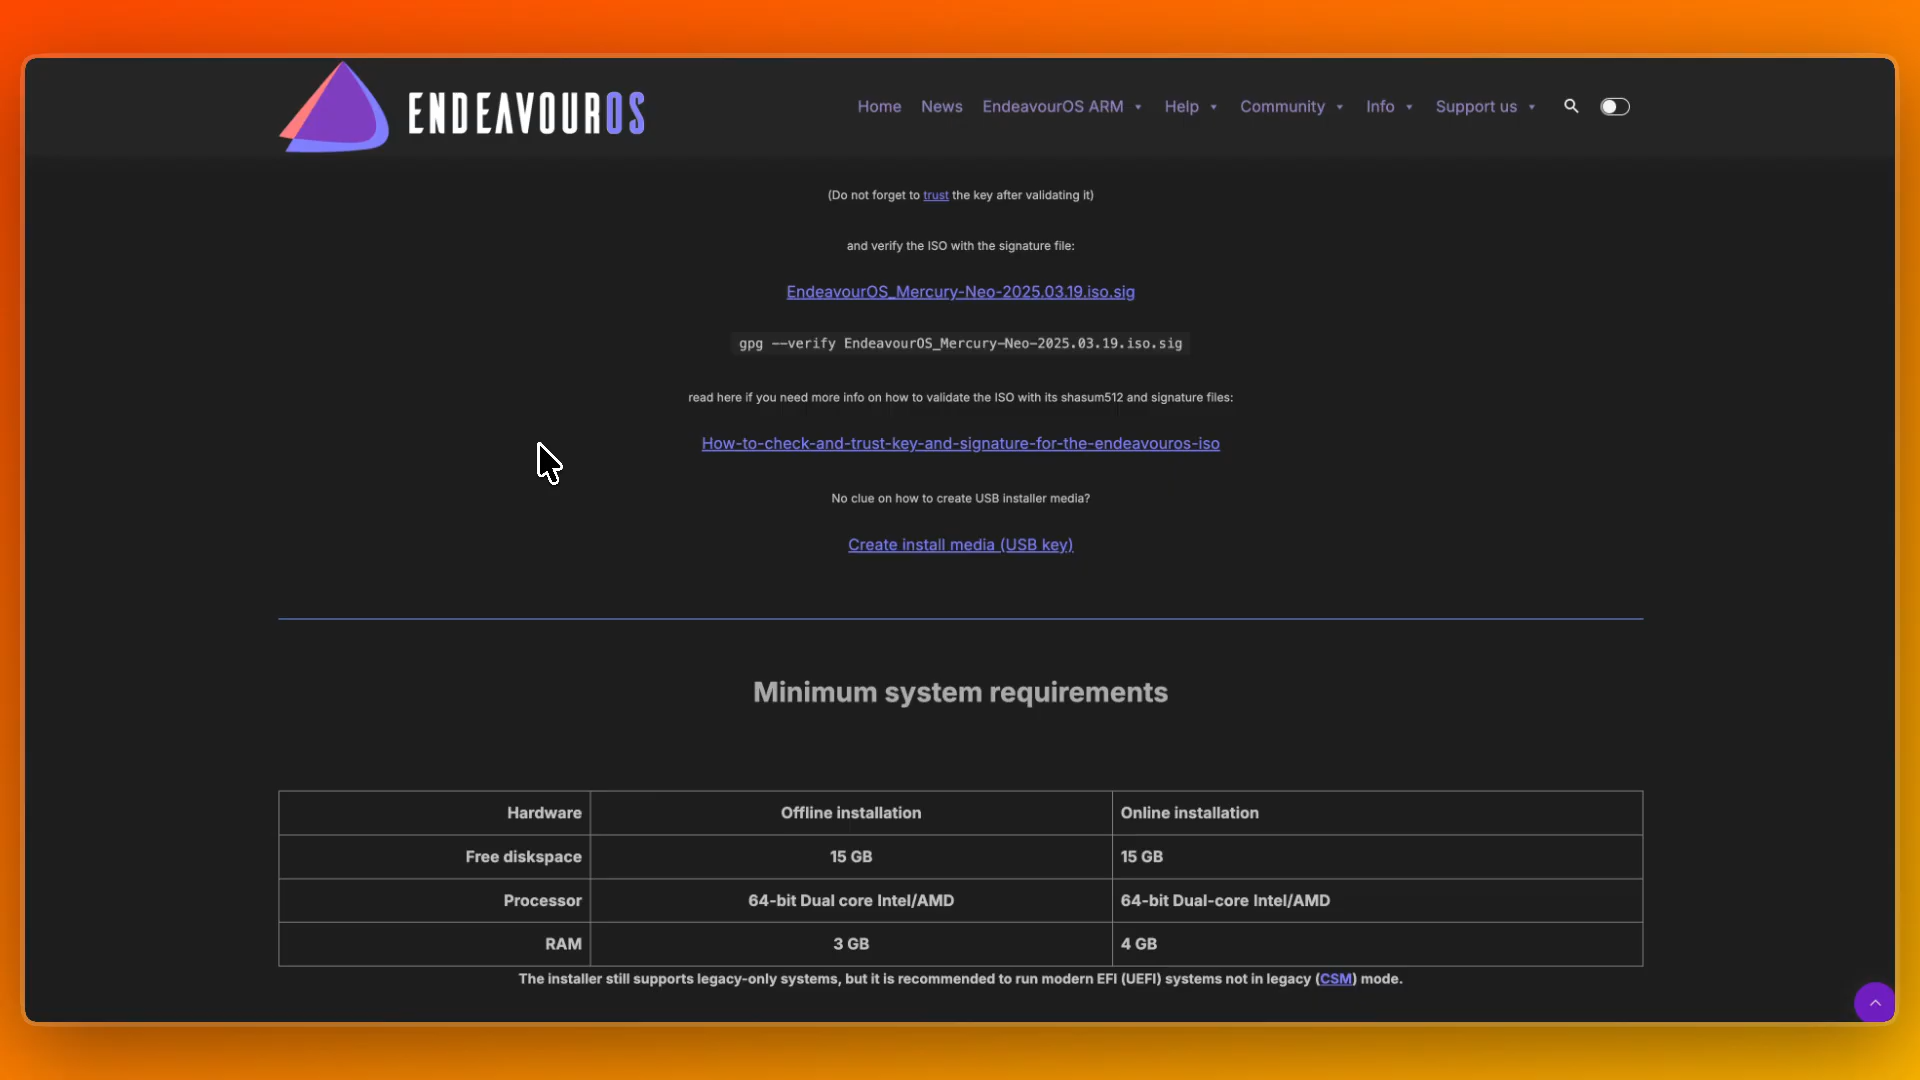 ENDEAVOUROS
Home News EndeavourOS ARM Help Community Info Support us
(Do not forget to trust the key after validating it)
and verify the ISO with the signature file:
EndeavourOS_Mercury-Neo-2025.03.19.iso.sig
gpg --verify EndeavourOS_Mercury-Neo-2025.03.19.iso.sig
read here if you need more info on how to validate the ISO with its shasum512 and signature files:
How-to-check-and-trust-key-and-signature-for-the-endeavouros-iso
No clue on how to create USB installer media?
Create install media (USB key)
Minimum system requirements
Hardware Offline installation Online installation
Free diskspace 15 GB 15 GB
Processor 64-bit Dual core Intel/AMD 64-bit Dual-core Intel/AMD
RAM 3 GB 4 GB
The installer still supports legacy-only systems, but it is recommended to run modern EFI (UEFI) systems not in legacy (CSM) mode.